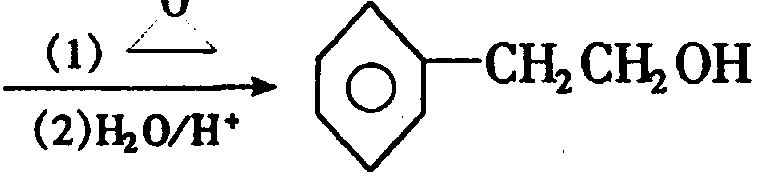 O
(1)
(2)H₂O/H⁺
CH₂CH₂OH